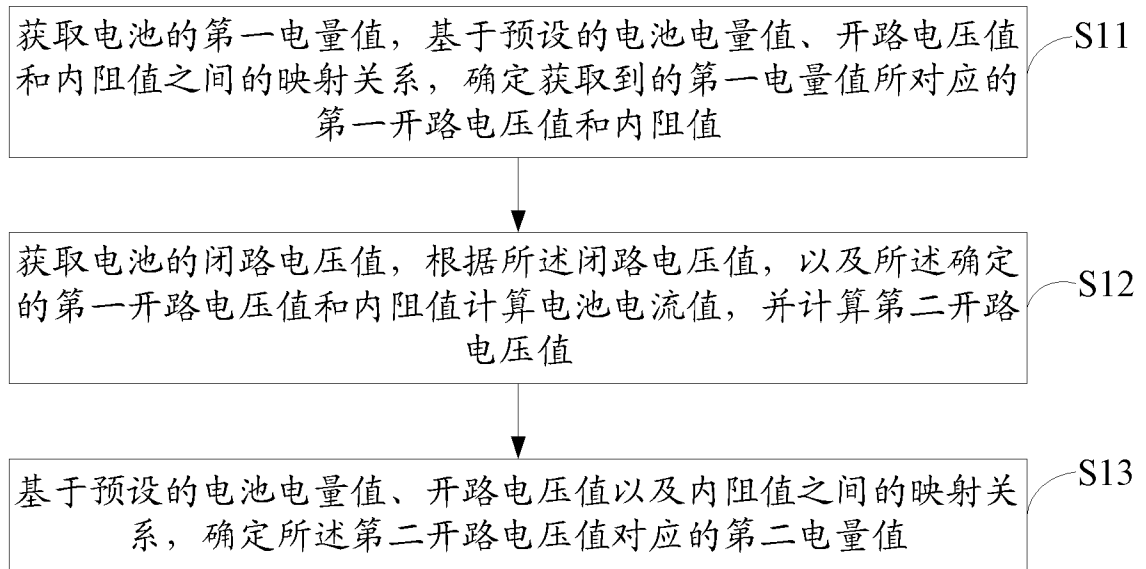 获取电池的第一电量值，基于预设的电池电量值、开路电压值
和内阻值之间的映射关系，确定获取到的第一电量值所对应的
第一开路电压值和内阻值
S11
获取电池的闭路电压值，根据所述闭路电压值，以及所述确定
的第一开路电压值和内阻值计算电池电流值，并计算第二开路
电压值
S12
基于预设的电池电量值、开路电压值以及内阻值之间的映射关
系，确定所述第二开路电压值对应的第二电量值
S13